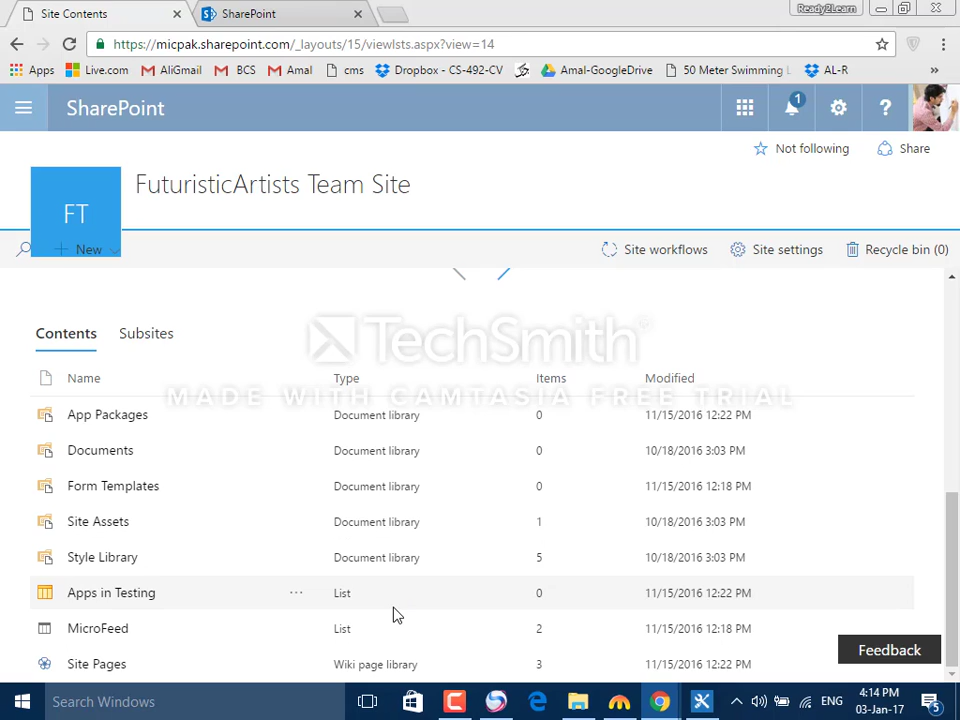 Site Contents
SharePoint
Ready2Learn
https://micpak.sharepoint.com/_layouts/15/viewlsts.aspx?view=14
Apps Live.com AliGmail BCS Amal cms Dropbox - CS-492-CV Amal-GoogleDrive 50 Meter Swimming AL-R »
SharePoint
1
Not following Share
FuturisticArtists Team Site
FT
New Site workflows Site settings Recycle bin (0)
Contents Subsites
TechSmith
MADE WITH CAMTASIA FREE TRIAL
Name Type Items Modified
App Packages Document library 0 11/15/2016 12:22 PM
Documents Document library 0 10/18/2016 3:03 PM
Form Templates Document library 0 11/15/2016 12:18 PM
Site Assets Document library 1 10/18/2016 3:03 PM
Style Library Document library 5 10/18/2016 3:03 PM
Apps in Testing ... List 0 11/15/2016 12:22 PM
MicroFeed List 2 11/15/2016 12:18 PM
Site Pages Wiki page library 3 11/15/2016 12:22 PM
Feedback
Search Windows
ENG
4:14 PM
03-Jan-17
5